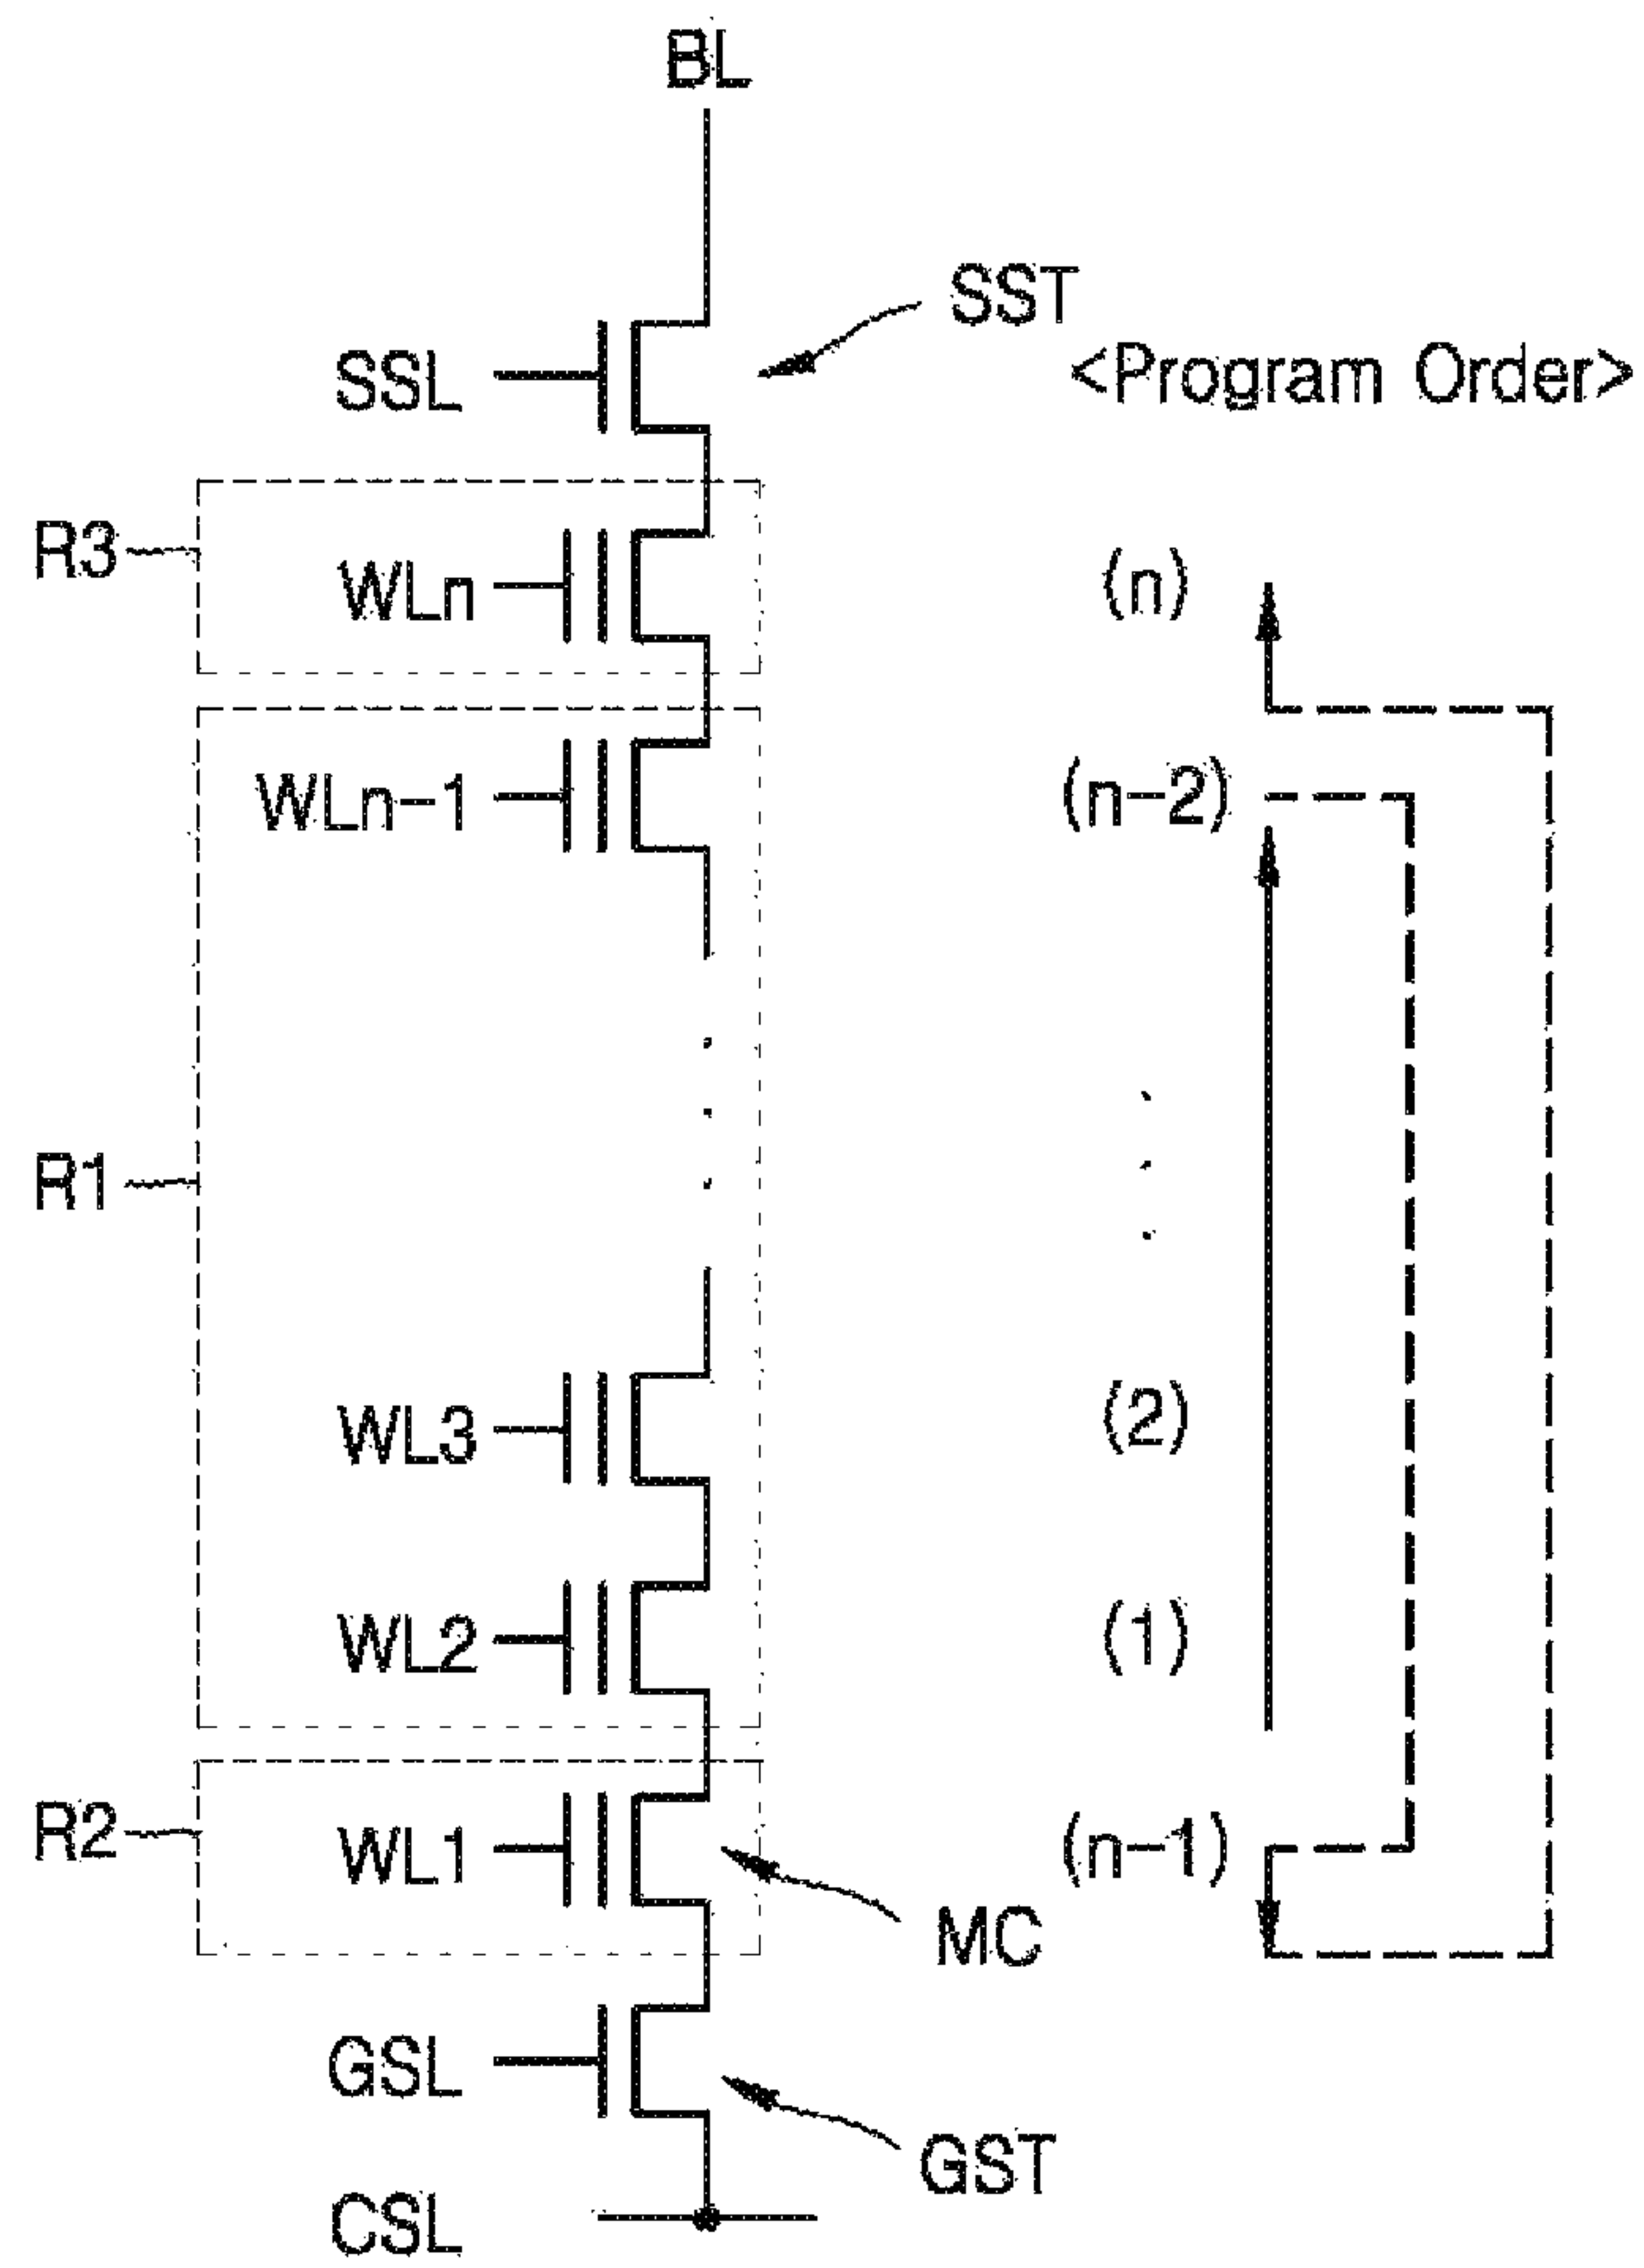 BL
SST
SSL
<Program Order>
R3
WLn
(n)
WLn-1
(n-2)
R1
WL3
(2)
WL2
(1)
R2
WL1
(n-1)
MC
GSL
GST
CSL